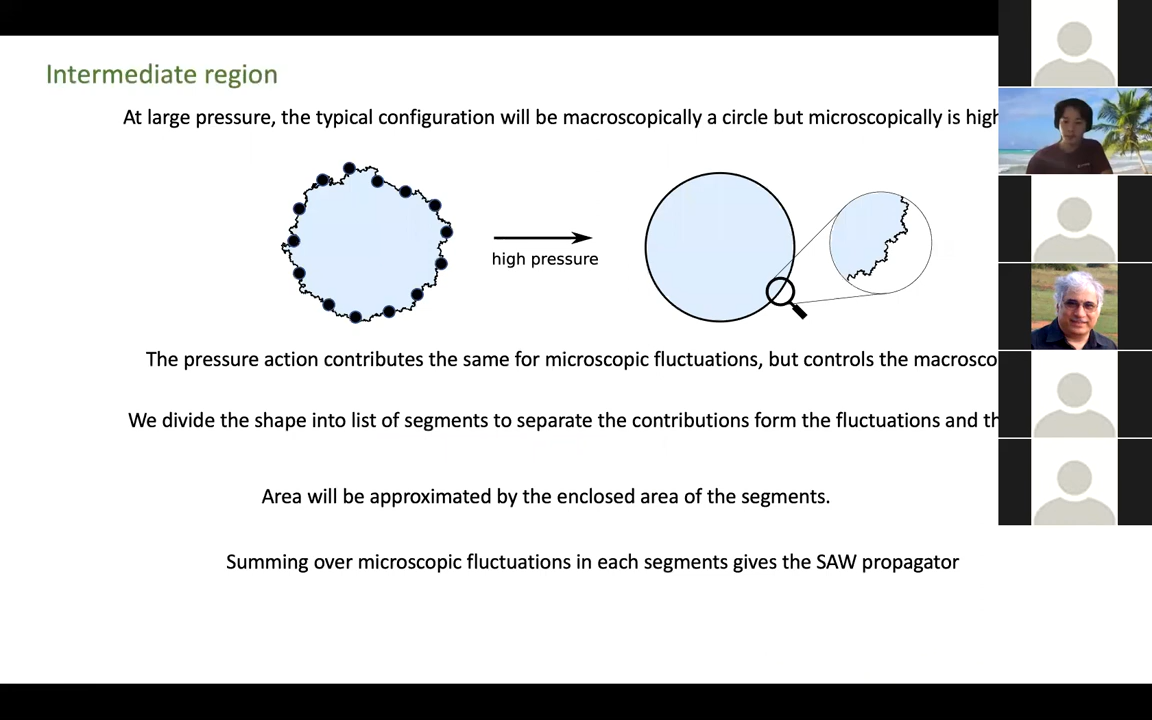 Intermediate region
At large pressure, the typical configuration will be macroscopically a circle but microscopically is high
high pressure
The pressure action contributes the same for microscopic fluctuations, but controls the macrosco
We divide the shape into list of segments to separate the contributions form the fluctuations and th
Area will be approximated by the enclosed area of the segments.
Summing over microscopic fluctuations in each segments gives the SAW propagator